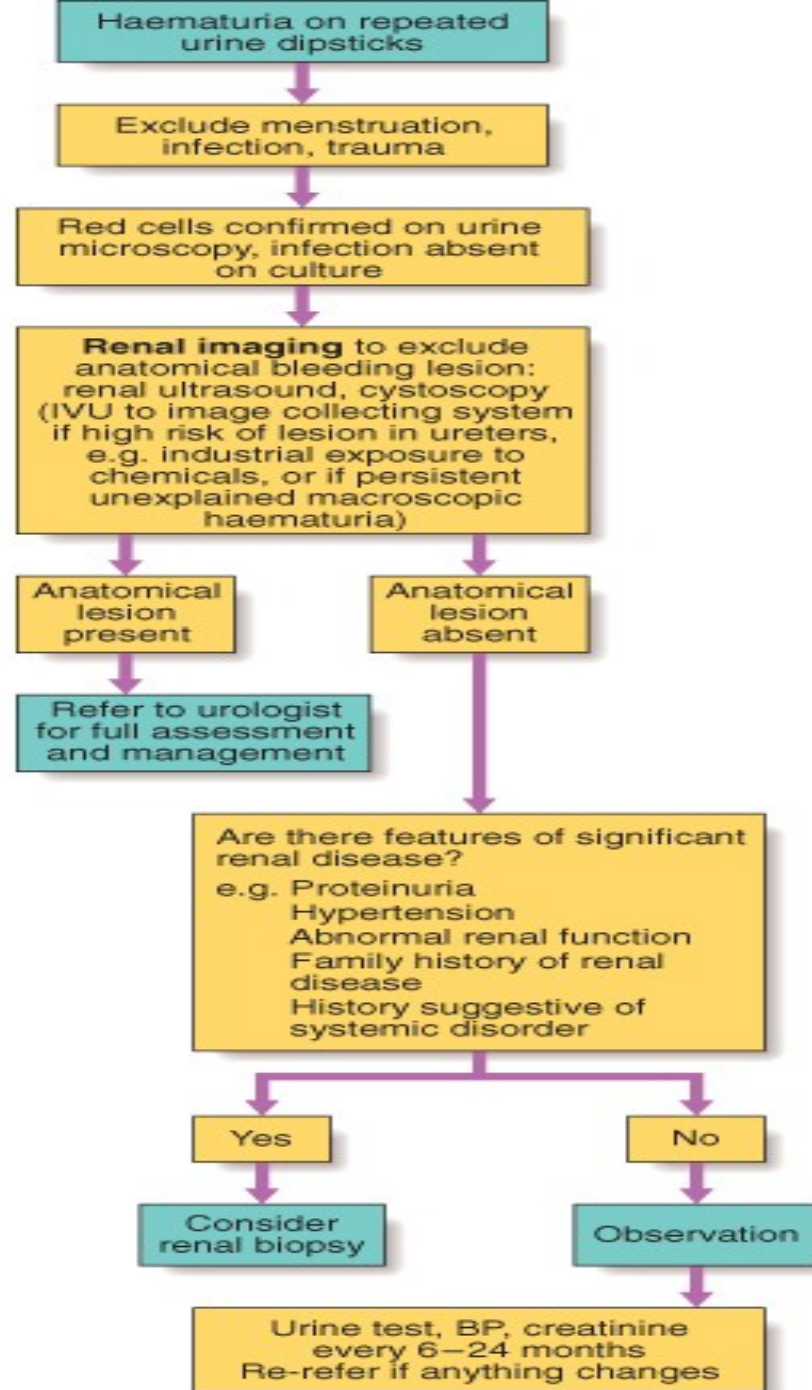 Haematuria on repeated
urine dipsticks
Exclude menstruation,
infection, trauma
Red cells confirmed on urine
microscopy, infection absent
on culture
Renal imaging to exclude
anatomical bleeding lesion:
renal ultrasound, cystoscopy
(IVU to image collecting system
if high risk of lesion in ureters,
e.g. industrial exposure to
chemicals, or if persistent
unexplained macroscopic
haematuria)
Anatomical
lesion
present
Anatomical
lesion
absent
Refer to urologist
for full assessment
and management
Are there features of significant
renal disease?
e.g. Proteinuria
Hypertension
Abnormal renal function
Family history of renal
disease
History suggestive of
systemic disorder
Yes
No
Consider
renal biopsy
Observation
Urine test, BP, creatinine
every 6–24 months
Re-refer if anything changes